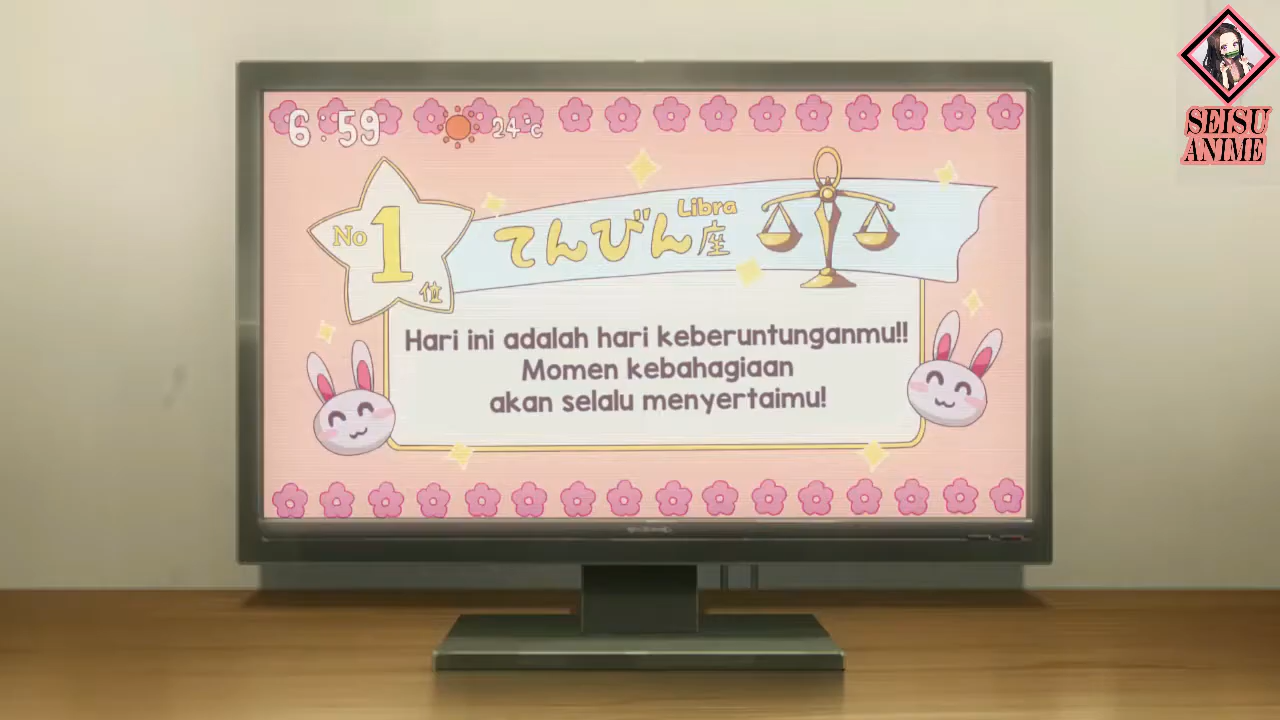 6:59
24°C
No 1 位
Libra
てんびん座
Hari ini adalah hari keberuntunganmu!!
Momen kebahagiaan
akan selalu menyertaimu!
SEISU
ANIME